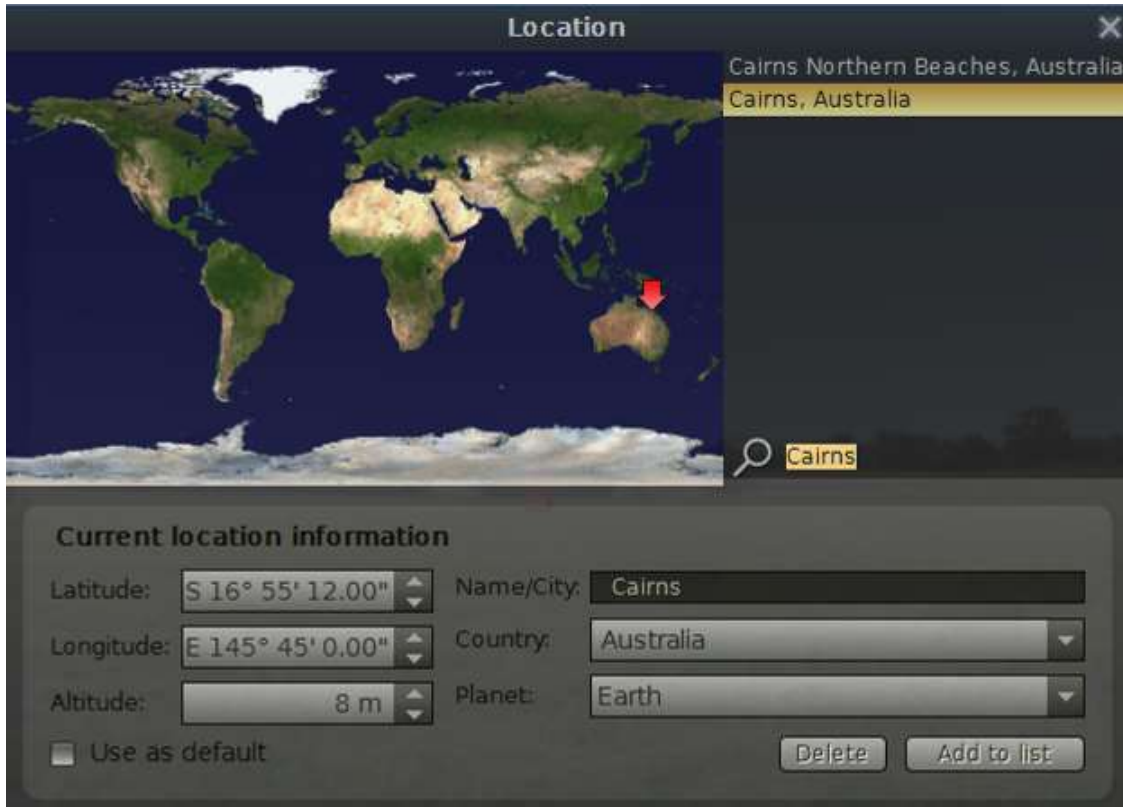 Location
Cairns Northern Beaches, Australia
Cairns, Australia
Cairns
Current location information
Latitude: S 16° 55' 12.00" Name/City: Cairns
Longitude: E 145° 45' 0.00" Country: Australia
Altitude: 8 m Planet: Earth
Use as default Delete Add to list